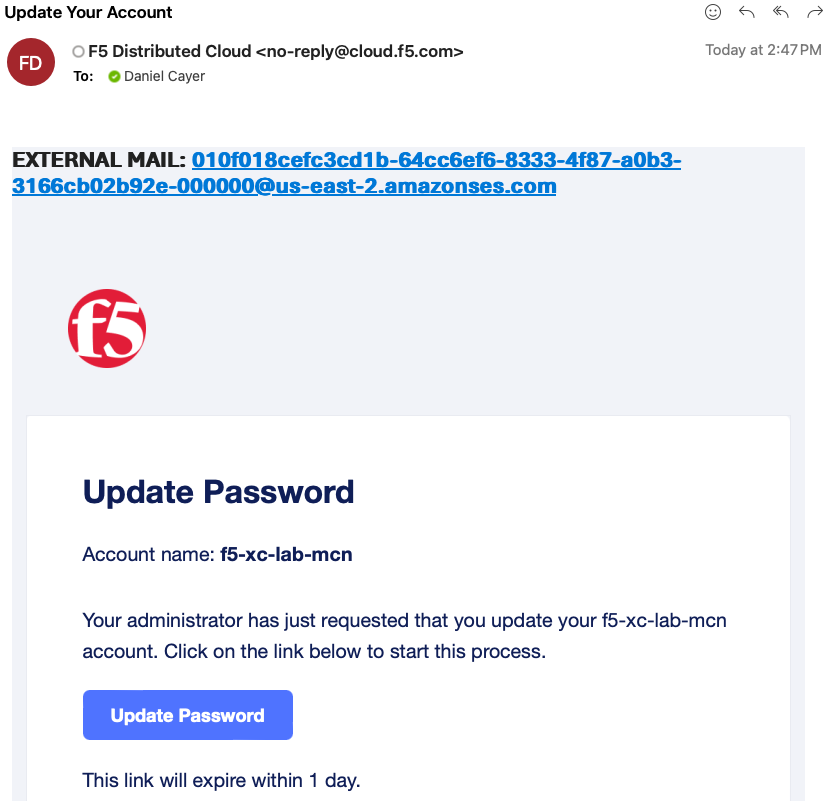 Update Your Account
FD
F5 Distributed Cloud <no-reply@cloud.f5.com>
Today at 2:47 PM
To: Daniel Cayer
EXTERNAL MAIL: 010f018cefc3cd1b-64cc6ef6-8333-4f87-a0b3-
3166cb02b92e-000000@us-east-2.amazonses.com
f5
Update Password
Account name: f5-xc-lab-mcn
Your administrator has just requested that you update your f5-xc-lab-mcn
account. Click on the link below to start this process.
Update Password
This link will expire within 1 day.